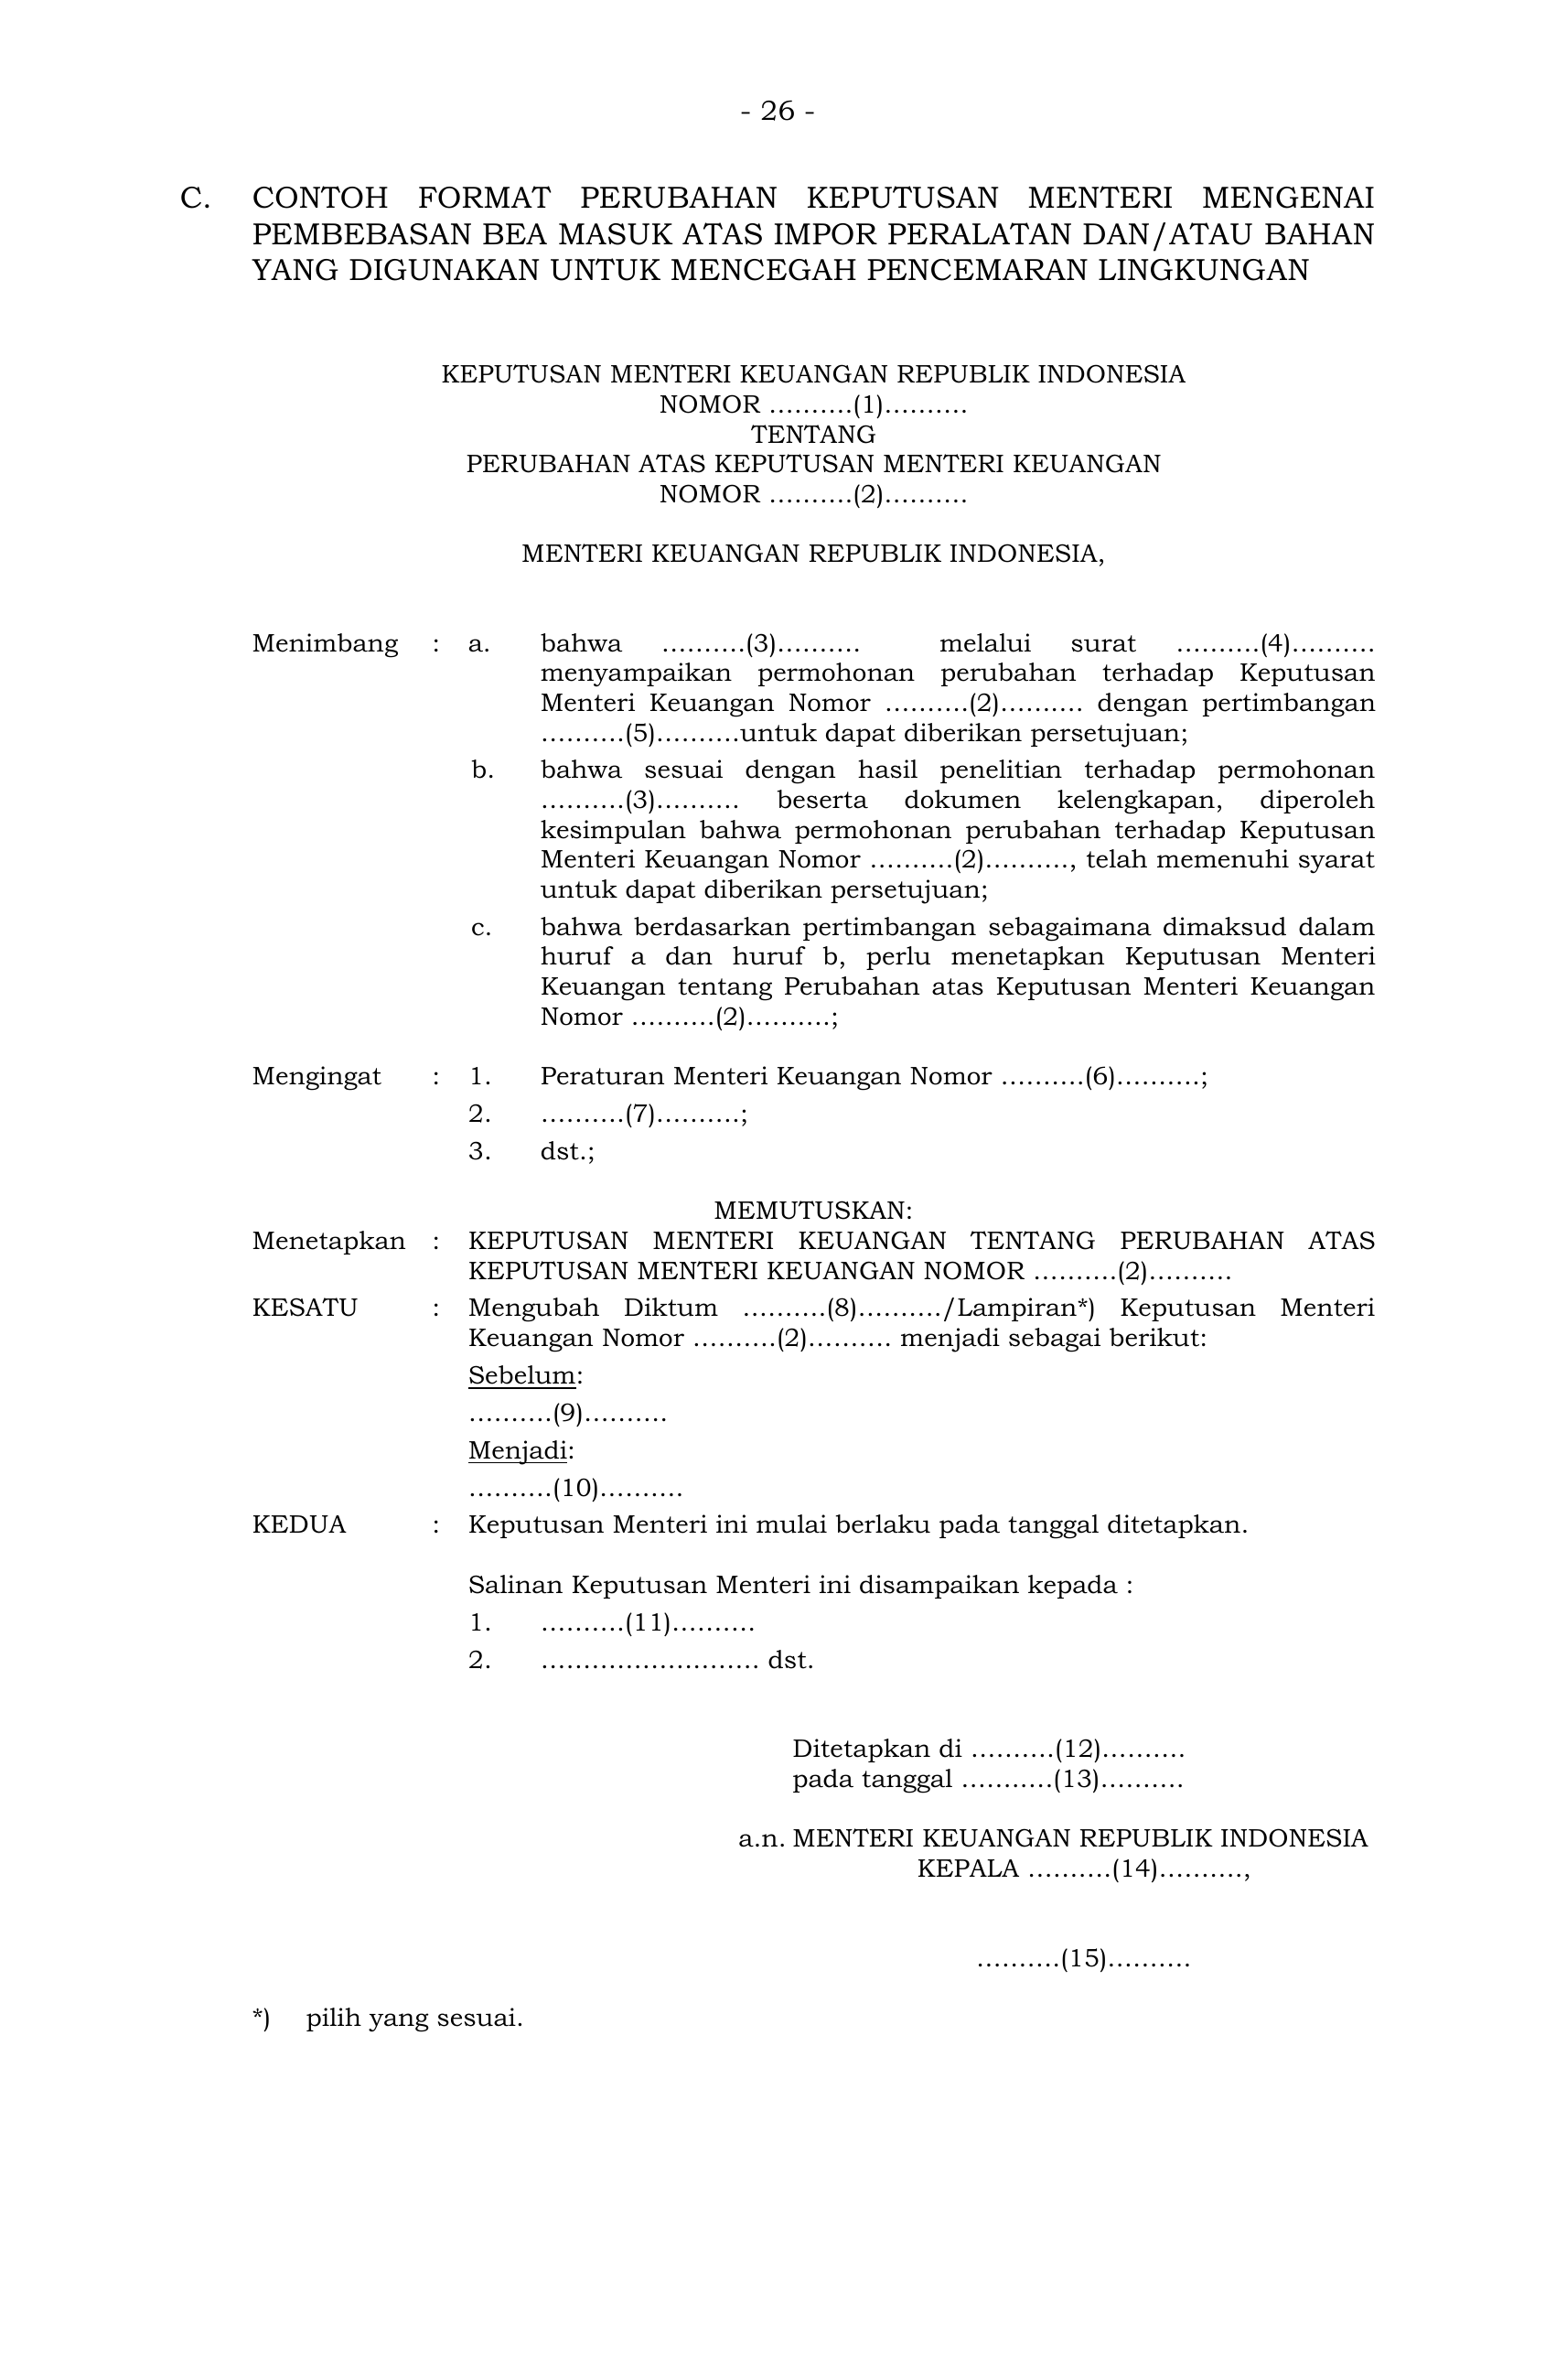 - 26 -
C. CONTOH FORMAT PERUBAHAN KEPUTUSAN MENTERI MENGENAI
PEMBEBASAN BEA MASUK ATAS IMPOR PERALATAN DAN/ATAU BAHAN
YANG DIGUNAKAN UNTUK MENCEGAH PENCEMARAN LINGKUNGAN
KEPUTUSAN MENTERI KEUANGAN REPUBLIK INDONESIA
NOMOR ..........(1)..........
TENTANG
PERUBAHAN ATAS KEPUTUSAN MENTERI KEUANGAN
NOMOR ..........(2)..........
MENTERI KEUANGAN REPUBLIK INDONESIA,
Menimbang : a. bahwa ..........(3).......... melalui surat ..........(4)..........
menyampaikan permohonan perubahan terhadap Keputusan
Menteri Keuangan Nomor ..........(2).......... dengan pertimbangan
..........(5)..........untuk dapat diberikan persetujuan;
b. bahwa sesuai dengan hasil penelitian terhadap permohonan
..........(3).......... beserta dokumen kelengkapan, diperoleh
kesimpulan bahwa permohonan perubahan terhadap Keputusan
Menteri Keuangan Nomor ..........(2).........., telah memenuhi syarat
untuk dapat diberikan persetujuan;
c. bahwa berdasarkan pertimbangan sebagaimana dimaksud dalam
huruf a dan huruf b, perlu menetapkan Keputusan Menteri
Keuangan tentang Perubahan atas Keputusan Menteri Keuangan
Nomor ..........(2)..........;
Mengingat : 1. Peraturan Menteri Keuangan Nomor ..........(6)..........;
2. ..........(7)..........;
3. dst.;
MEMUTUSKAN:
Menetapkan : KEPUTUSAN MENTERI KEUANGAN TENTANG PERUBAHAN ATAS
KEPUTUSAN MENTERI KEUANGAN NOMOR ..........(2)..........
KESATU : Mengubah Diktum ..........(8)........../Lampiran*) Keputusan Menteri
Keuangan Nomor ..........(2).......... menjadi sebagai berikut:
Sebelum:
..........(9)..........
Menjadi:
..........(10)..........
KEDUA : Keputusan Menteri ini mulai berlaku pada tanggal ditetapkan.
Salinan Keputusan Menteri ini disampaikan kepada :
1. ..........(11)..........
2. .......................... dst.
Ditetapkan di ..........(12)..........
pada tanggal ...........(13)..........
a.n. MENTERI KEUANGAN REPUBLIK INDONESIA
KEPALA ..........(14)..........,
..........(15)..........
*) pilih yang sesuai.